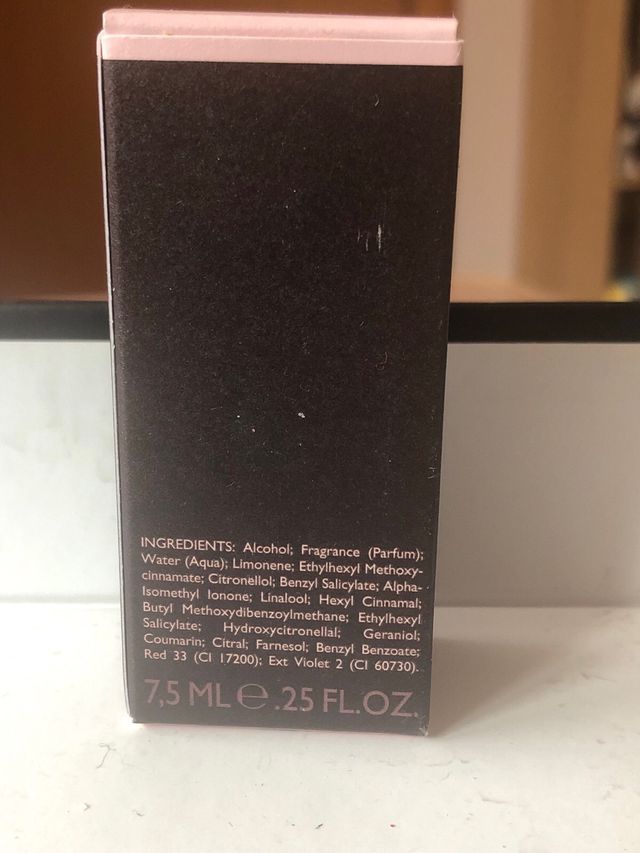 INGREDIENTS: Alcohol; Fragrance (Parfum);
Water (Aqua); Limonene; Ethylhexyl Methoxy-
cinnamate; Citronellol; Benzyl Salicylate; Alpha-
Isomethyl Ionone; Linalool; Hexyl Cinnamal;
Butyl Methoxydibenzoylmethane; Ethylhexyl
Salicylate; Hydroxycitronellal; Geraniol;
Coumarin; Citral; Farnesol; Benzyl Benzoate;
Red 33 (CI 17200); Ext Violet 2 (CI 60730).
7,5 ML ℮ .25 FL.OZ.